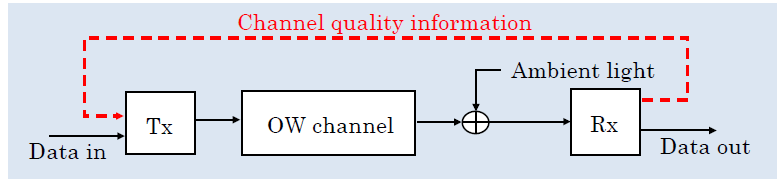 Channel quality information
Ambient light
Tx
OW channel
Rx
Data in
Data out